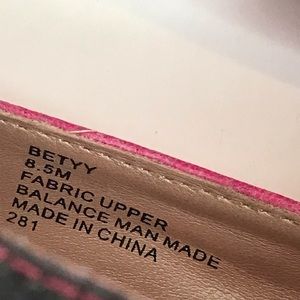 BETYY
8.5M
FABRIC UPPER
BALANCE MAN MADE
MADE IN CHINA
281